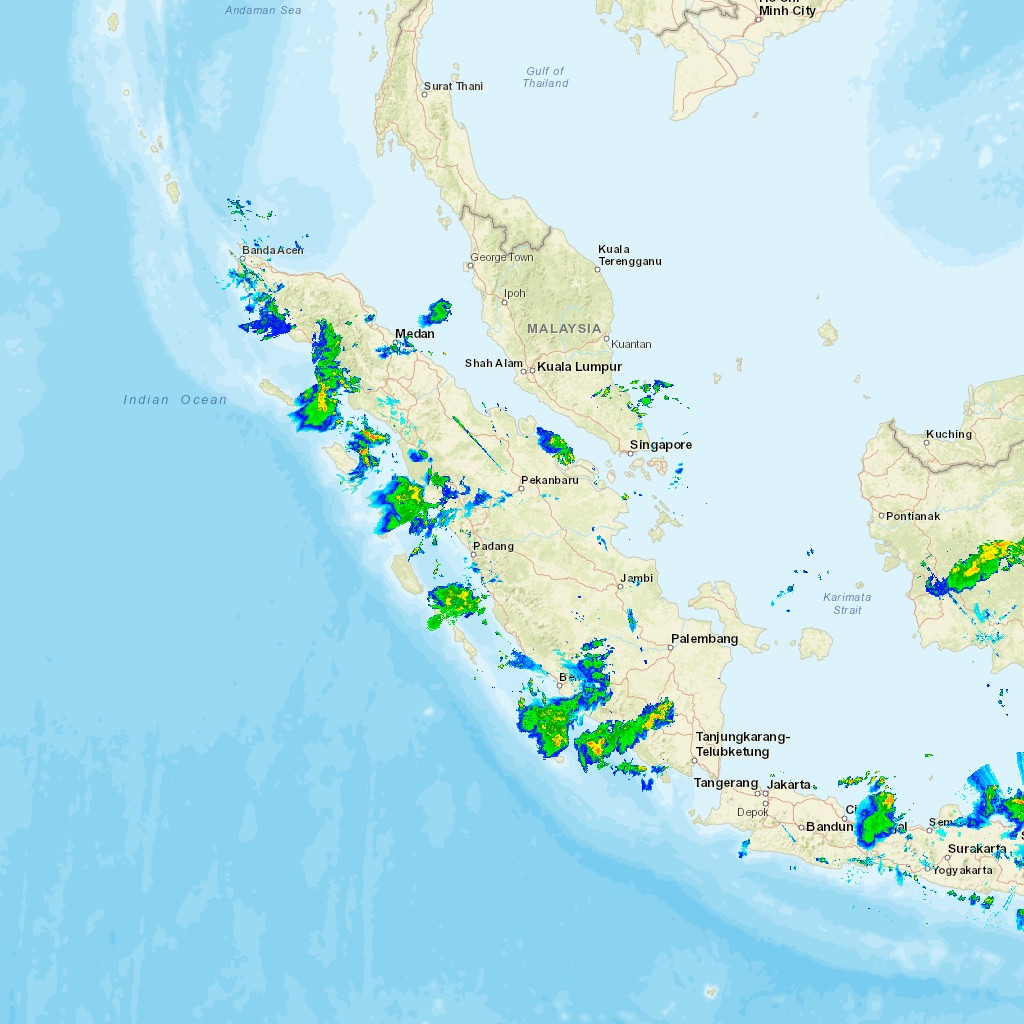 Andaman Sea
Minh City
Gulf of
Thailand
Surat Thani
Banda Aceh
George Town
Kuala
Terengganu
Ipoh
MALAYSIA
Medan
Kuantan
Shah Alam
Kuala Lumpur
Indian Ocean
Singapore
Kuching
Pekanbaru
Pontianak
Padang
Jambi
Karimata
Strait
Palembang
Tanjungkarang-
Telubketung
Tangerang
Jakarta
Depok
Bandun
Surakarta
Yogyakarta